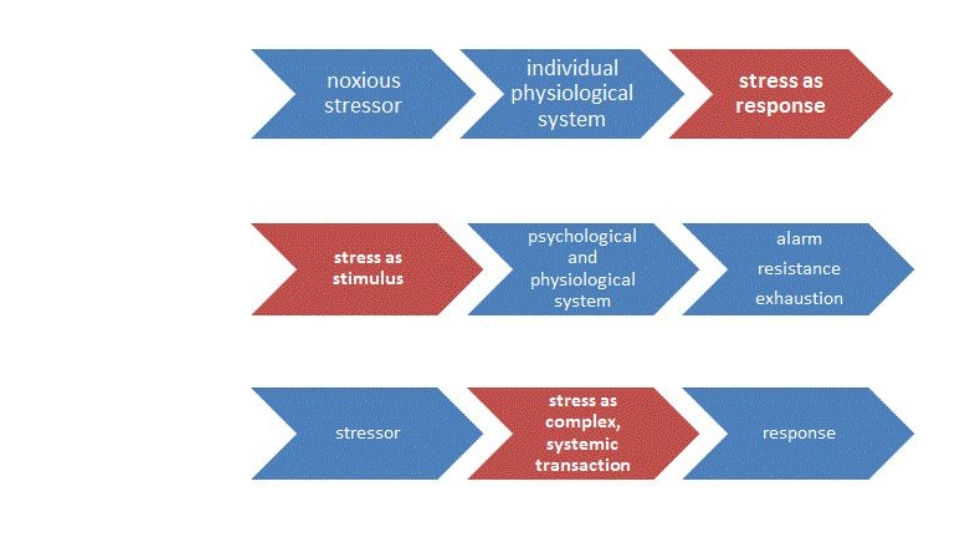 noxious
stressor
individual
physiological
system
stress as
response
stress as
stimulus
psychological
and
physiological
system
alarm
resistance
exhaustion
stressor
stress as
complex,
systemic
transaction
response